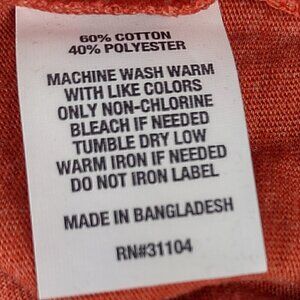 60% COTTON
40% POLYESTER
MACHINE WASH WARM
WITH LIKE COLORS
ONLY NON-CHLORINE
BLEACH IF NEEDED
TUMBLE DRY LOW
WARM IRON IF NEEDED
DO NOT IRON LABEL
MADE IN BANGLADESH
RN#31104